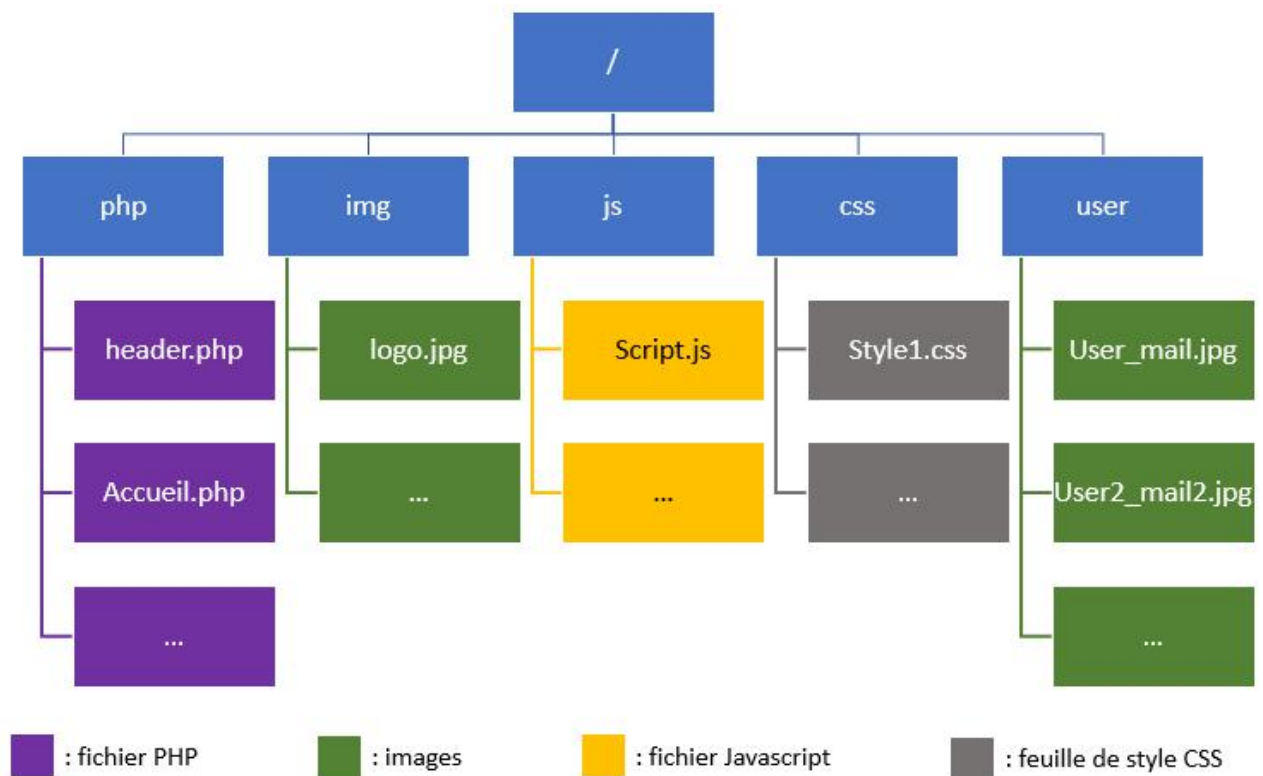 /
php
img
js
css
user
header.php
logo.jpg
Script.js
Style1.css
User_mail.jpg
Accueil.php
...
...
...
User2_mail2.jpg
...
...
: fichier PHP
: images
: fichier Javascript
: feuille de style CSS